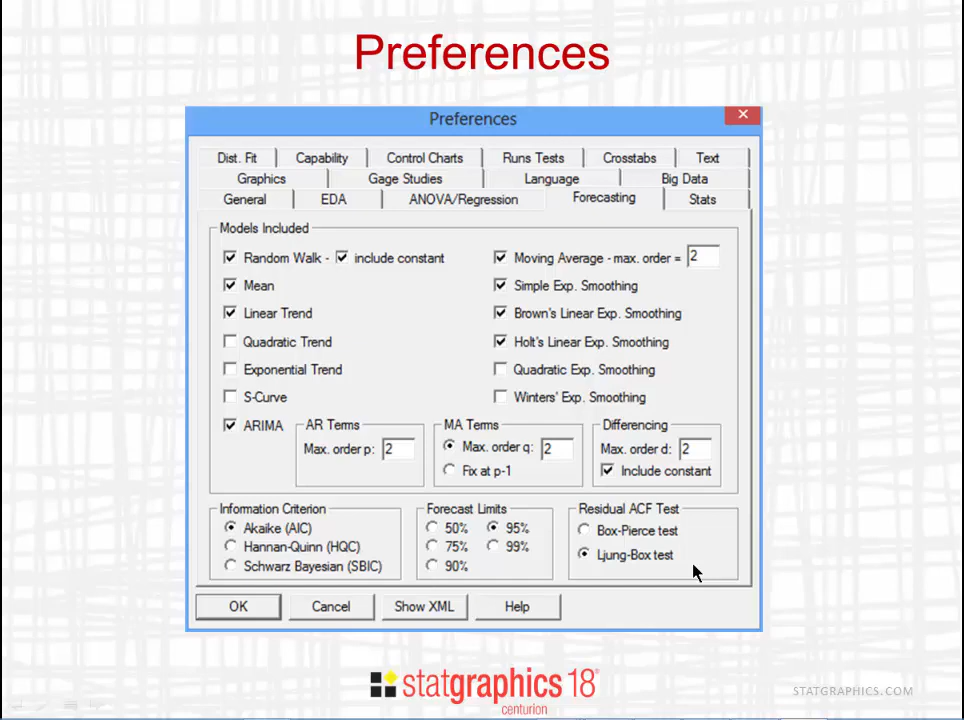 Preferences
Preferences
Dist. Fit Capability Control Charts Runs Tests Crosstabs Text
Graphics Gage Studies Language Big Data
General EDA ANOVA/Regression Forecasting Stats
Models Included
Random Walk - include constant Moving Average - max. order = 2
Mean Simple Exp. Smoothing
Linear Trend Brown's Linear Exp. Smoothing
Quadratic Trend Holt's Linear Exp. Smoothing
Exponential Trend Quadratic Exp. Smoothing
S-Curve Winters' Exp. Smoothing
ARIMA AR Terms MA Terms Differencing
Max. order p: 2 Max. order q: 2 Max. order d: 2
Fix at p-1 Include constant
Information Criterion Forecast Limits Residual ACF Test
Akaike (AIC) 50% 95% Box-Pierce test
Hannan-Quinn (HQC) 75% 99% Ljung-Box test
Schwarz Bayesian (SBIC) 90%
OK Cancel Show XML Help
statgraphics 18®
centurion
STATGRAPHICS.COM